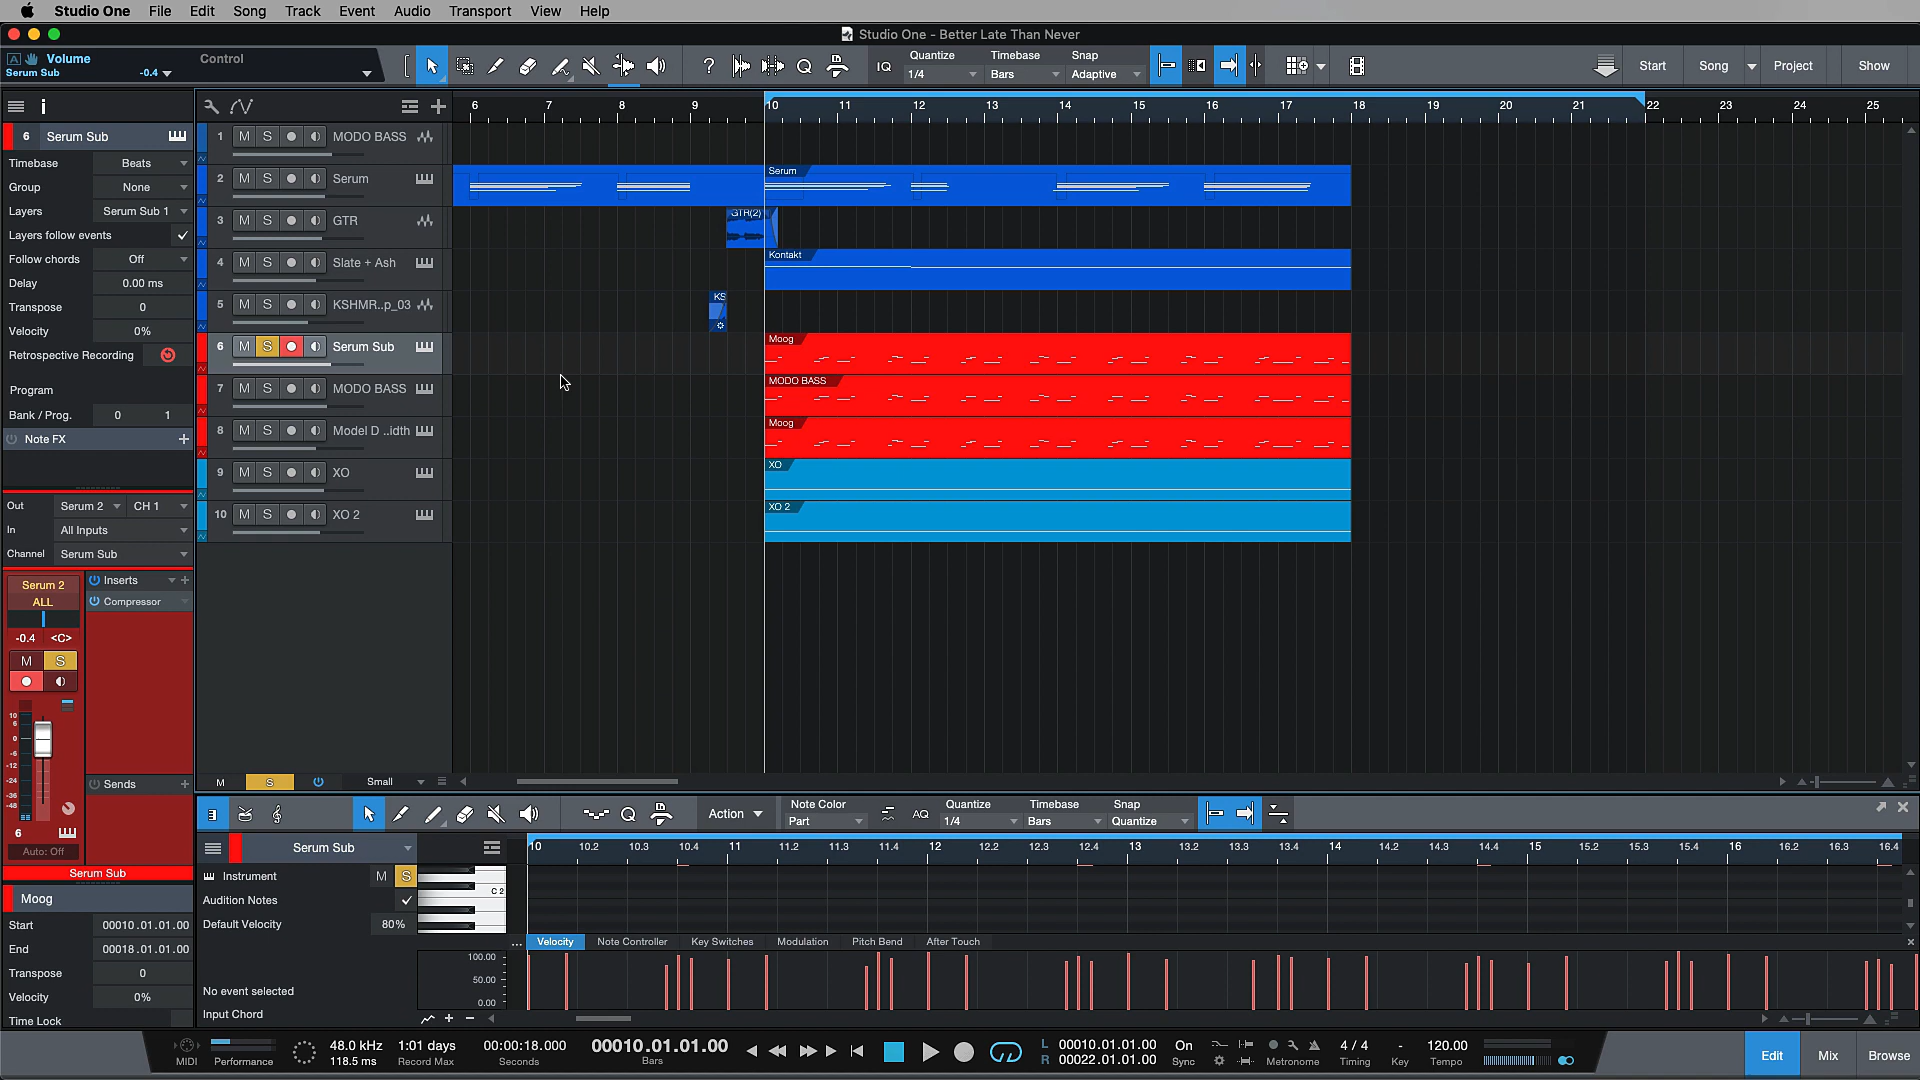 Studio One File Edit Song Track Event Audio Transport View Help
Studio One - Better Late Than Never
A Volume Control
Serum Sub -0.4
? IQ Quantize Timebase Snap
1/4 Bars Adaptive
Start Song Project Show
i
6 7 8 9 10 11 12 13 14 15 16 17 18 19 20 21 22 23 24 25
6 Serum Sub
Timebase Beats
Group None
Layers Serum Sub 1
Layers follow events
Follow chords Off
Delay 0.00 ms
Transpose 0
Velocity 0%
Retrospective Recording
Program
Bank / Prog. 0 1
Note FX
1 M S MODO BASS
2 M S Serum
3 M S GTR
4 M S Slate + Ash
5 M S KSHMR..p_03
6 M S Serum Sub
7 M S MODO BASS
8 M S Model D ..idth
9 M S XO
10 M S XO 2
Serum
GTR(2)
Kontakt
KS
Moog
MODO BASS
Moog
XO
XO 2
Out Serum 2 CH 1
In All Inputs
Channel Serum Sub
Serum 2 Inserts
ALL Compressor
-0.4 <C>
M S
10
6
0
-6
-12
-24
-36
-48
Sends
6
Auto: Off
Serum Sub
M S Small
Action Note Color AQ Quantize Timebase Snap
Part 1/4 Bars Quantize
Serum Sub
10 10.2 10.3 10.4 11 11.2 11.3 11.4 12 12.2 12.3 12.4 13 13.2 13.3 13.4 14 14.2 14.3 14.4 15 15.2 15.3 15.4 16 16.2 16.3 16.4
Instrument M S
C 2
Audition Notes
Default Velocity 80%
... Velocity Note Controller Key Switches Modulation Pitch Bend After Touch
100.00
50.00
0.00
No event selected
Input Chord
Moog
Start 00010.01.01.00
End 00018.01.01.00
Transpose 0
Velocity 0%
Time Lock
MIDI Performance
48.0 kHz
118.5 ms
1:01 days
Record Max
00:00:18.000
Seconds
00010.01.01.00
Bars
L 00010.01.01.00
R 00022.01.01.00
On
Sync
Metronome
4 / 4
Timing
-
Key
120.00
Tempo
Edit Mix Browse